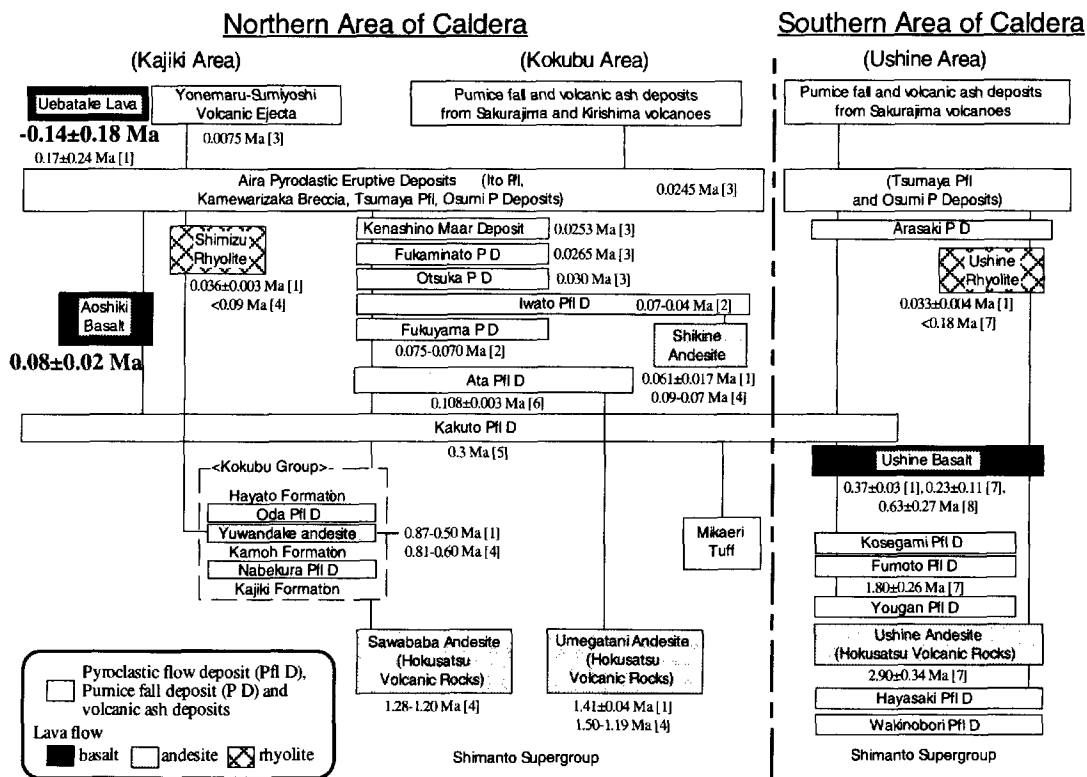 Northern Area of Caldera
Southern Area of Caldera
(Kajiki Area)
(Kokubu Area)
(Ushine Area)
Uebatake Lava
-0.14±0.18 Ma
0.17±0.24 Ma [1]
Yonemaru-Sumiyoshi
Volcanic Ejecta
0.0075 Ma [3]
Pumice fall and volcanic ash deposits
from Sakurajima and Kirishima volcanoes
Pumice fall and volcanic ash deposits
from Sakurajima volcanoes
Aira Pyroclastic Eruptive Deposits (Ito Pfl,
Kamewarizaka Breccia, Tsumaya Pfl, Osumi P Deposits)
0.0245 Ma [3]
(Tsumaya Pfl
and Osumi P Deposits)
Arasaki P D
Shimizu
Rhyolite
0.036±0.003 Ma [1]
<0.09 Ma [4]
Kenashino Maar Deposit
0.0253 Ma [3]
Fukaminato P D
0.0265 Ma [3]
Otsuka P D
0.030 Ma [3]
Iwato Pfl D
0.07-0.04 Ma [2]
Ushine
Rhyolite
0.033±0.004 Ma [1]
<0.18 Ma [7]
Aoshiki
Basalt
0.08±0.02 Ma
Fukuyama P D
0.075-0.070 Ma [2]
Shikine
Andesite
0.061±0.017 Ma [1]
0.09-0.07 Ma [4]
Ata Pfl D
0.108±0.003 Ma [6]
Kakuto Pfl D
0.3 Ma [5]
Ushine Basalt
0.37±0.03 [1], 0.23±0.11 [7],
0.63±0.27 Ma [8]
<Kokubu Group>
Hayato Formation
Oda Pfl D
Yuwandake andesite
Kamoh Formation
Nabekura Pfl D
Kajiki Formation
0.87-0.50 Ma [1]
0.81-0.60 Ma [4]
Mikaeri
Tuff
Kosegami Pfl D
Fumoto Pfl D
1.80±0.26 Ma [7]
Yougan Pfl D
Sawababa Andesite
(Hokusatsu
Volcanic Rocks)
1.28-1.20 Ma [4]
Umegatani Andesite
(Hokusatsu
Volcanic Rocks)
1.41±0.04 Ma [1]
1.50-1.19 Ma [4]
Ushine Andesite
(Hokusatsu Volcanic Rocks)
2.90±0.34 Ma [7]
Hayasaki Pfl D
Wakinobori Pfl D
Shimanto Supergroup
Shimanto Supergroup
Pyroclastic flow deposit (Pfl D),
Pumice fall deposit (P D) and
volcanic ash deposits
Lava flow
basalt
andesite
rhyolite